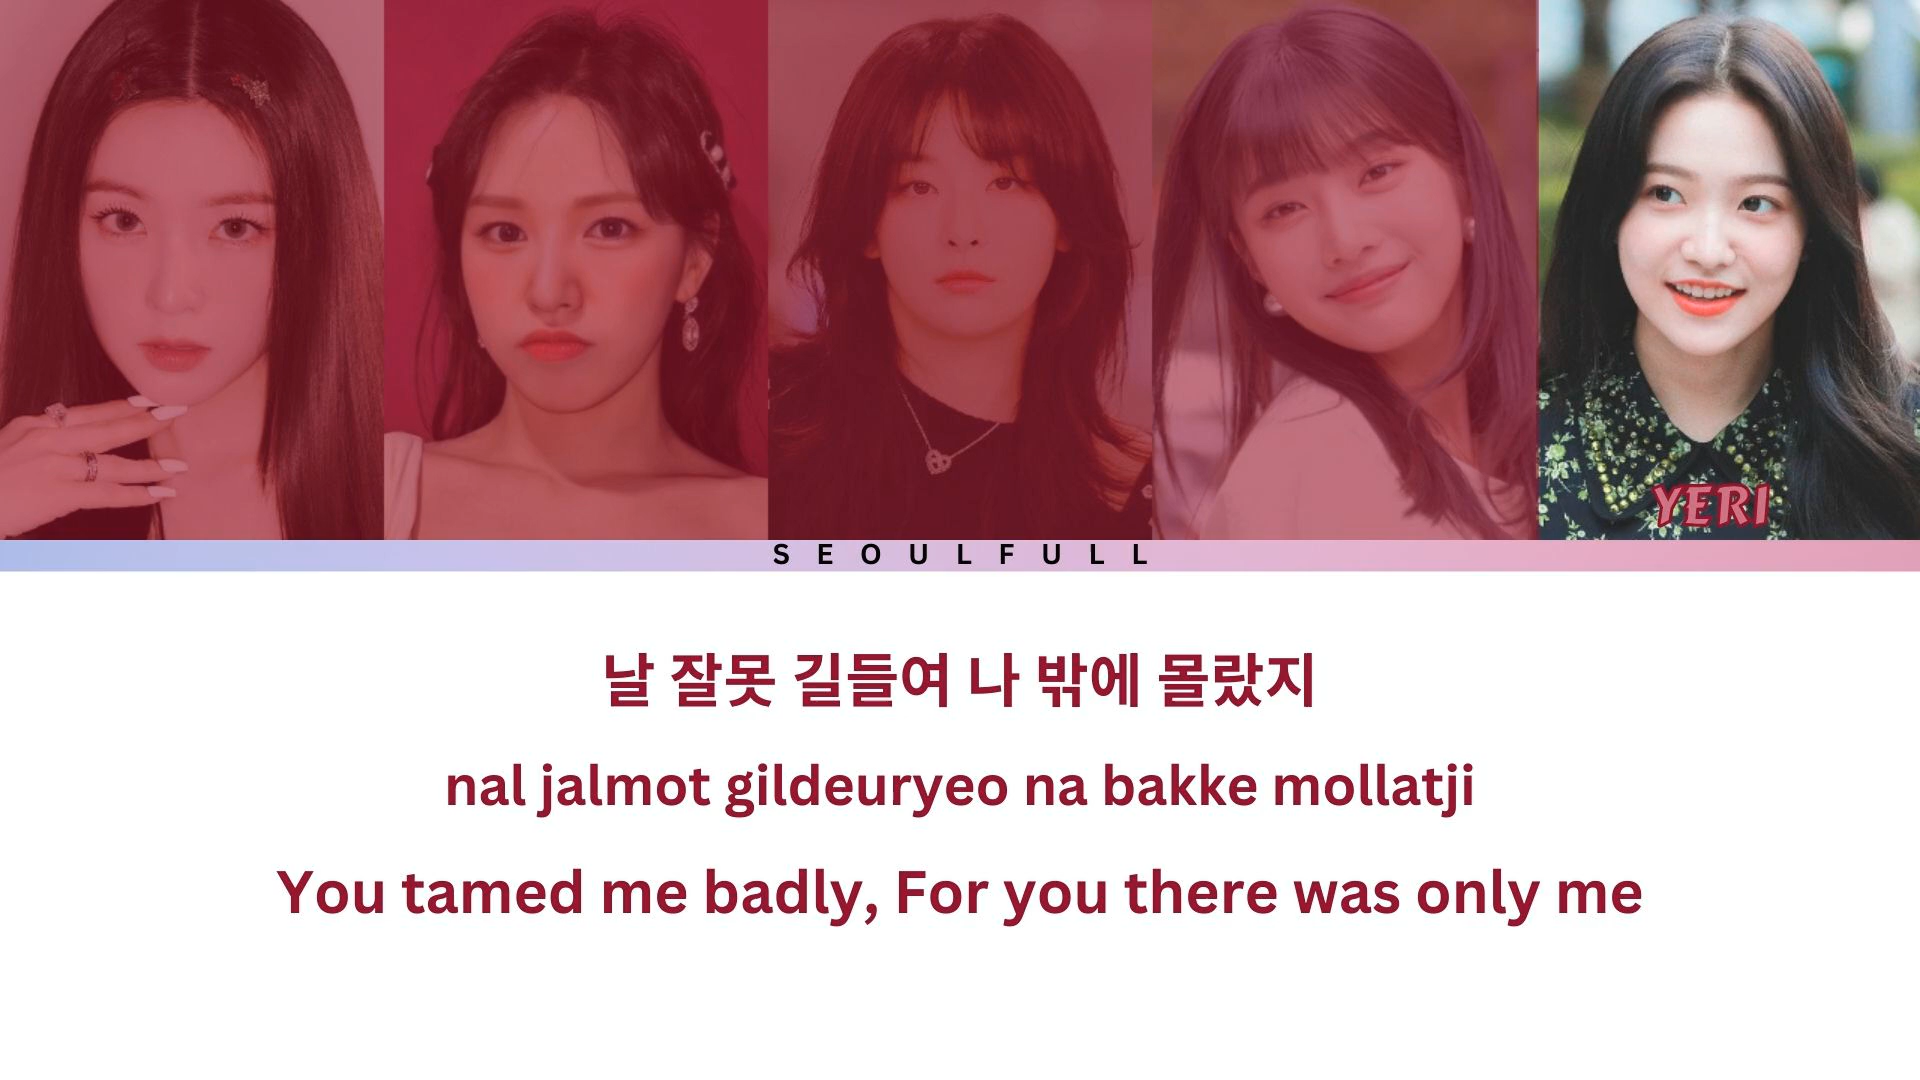 YERI
SEOULFULL
날 잘못 길들여 나 밖에 몰랐지
nal jalmot gildeuryeo na bakke mollatji
You tamed me badly, For you there was only me